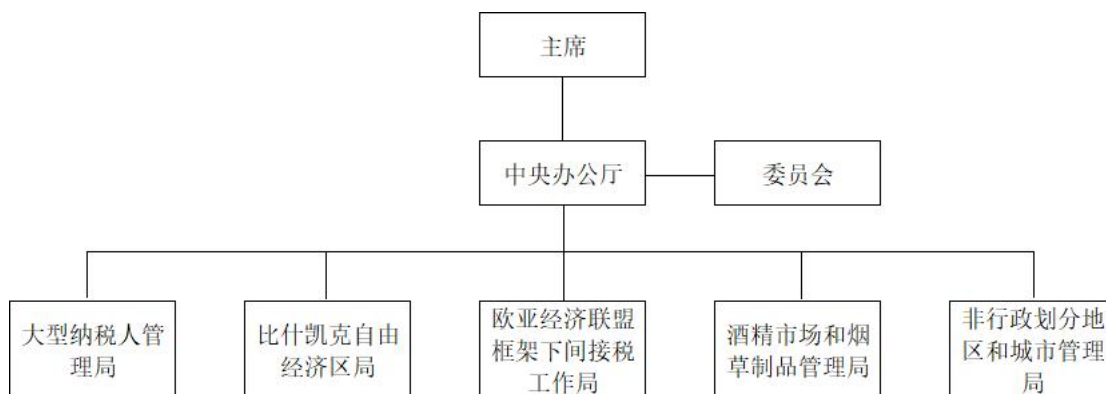 主席
中央办公厅
委员会
大型纳税人管
理局
比什凯克自由
经济区局
欧亚经济联盟
框架下间接税
工作局
酒精市场和烟
草制品管理局
非行政划分地
区和城市管理
局